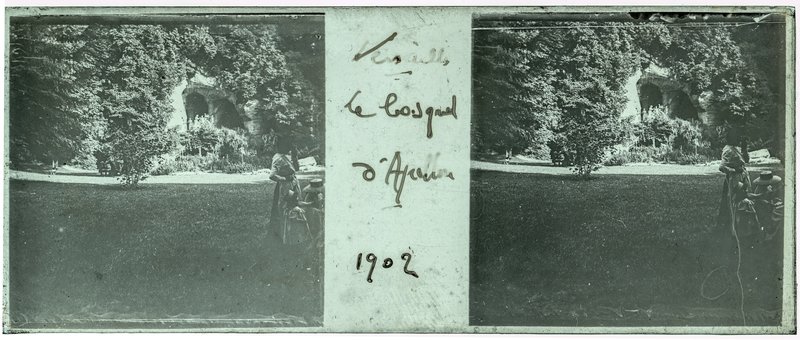 Versailles
le bosquet
d'Apollon
1902